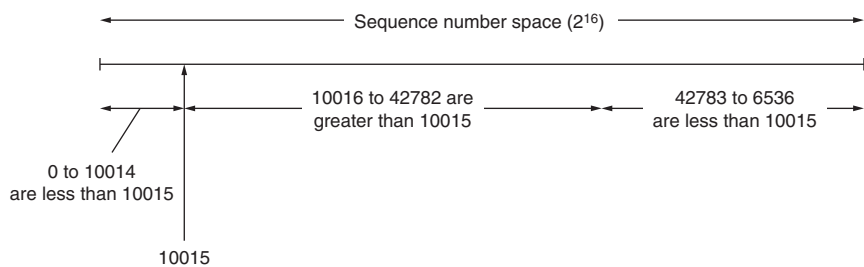 Sequence number space (2¹⁶)
10016 to 42782 are
greater than 10015
42783 to 6536
are less than 10015
0 to 10014
are less than 10015
10015